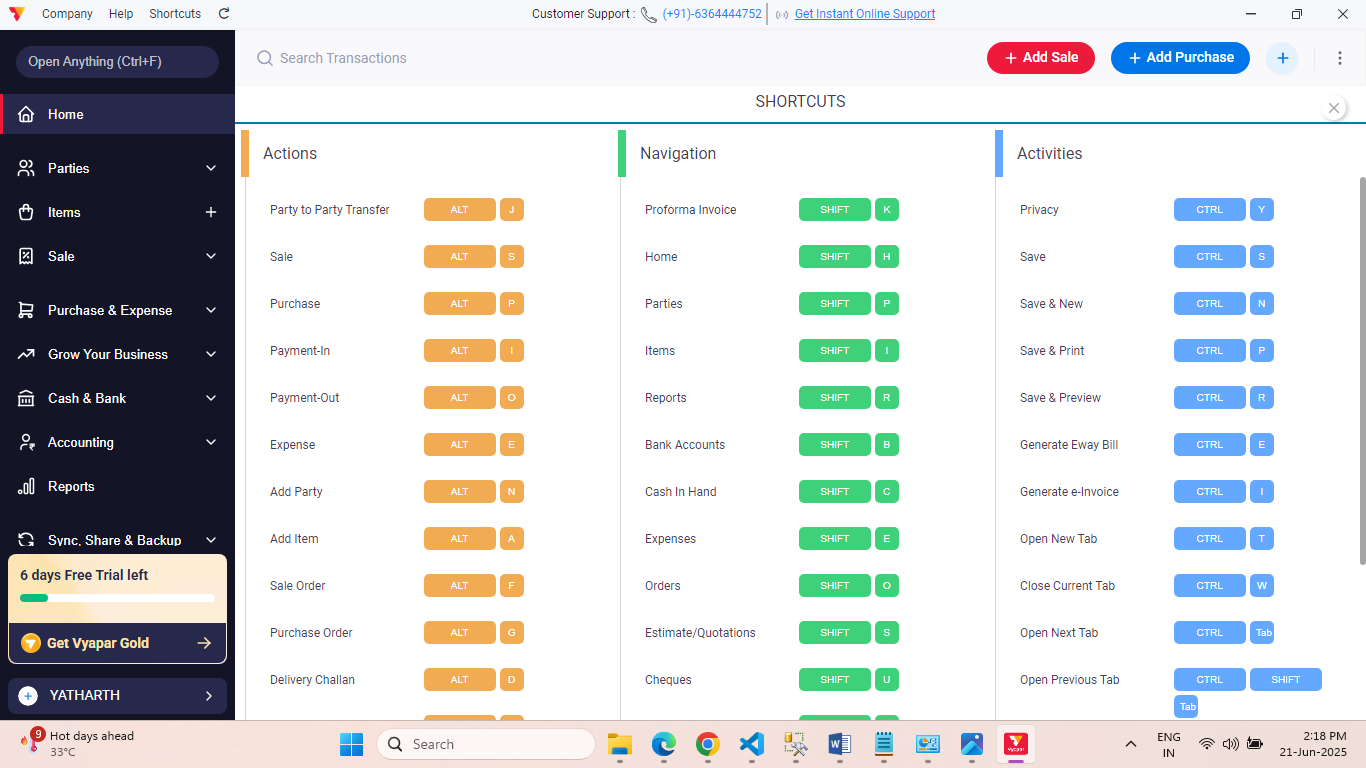 Company Help Shortcuts
Customer Support : (+91)-6364444752 Get Instant Online Support
Open Anything (Ctrl+F)
Search Transactions
Add Sale
Add Purchase
Home
Parties
Items
Sale
Purchase & Expense
Grow Your Business
Cash & Bank
Accounting
Reports
Sync, Share & Backup
6 days Free Trial left
Get Vyapar Gold
YATHARTH
SHORTCUTS
Actions
Party to Party Transfer ALT J
Sale ALT S
Purchase ALT P
Payment-In ALT I
Payment-Out ALT O
Expense ALT E
Add Party ALT N
Add Item ALT A
Sale Order ALT F
Purchase Order ALT G
Delivery Challan ALT D
Navigation
Proforma Invoice SHIFT K
Home SHIFT H
Parties SHIFT P
Items SHIFT I
Reports SHIFT R
Bank Accounts SHIFT B
Cash In Hand SHIFT C
Expenses SHIFT E
Orders SHIFT O
Estimate/Quotations SHIFT S
Cheques SHIFT U
Activities
Privacy CTRL Y
Save CTRL S
Save & New CTRL N
Save & Print CTRL P
Save & Preview CTRL R
Generate Eway Bill CTRL E
Generate e-Invoice CTRL I
Open New Tab CTRL T
Close Current Tab CTRL W
Open Next Tab CTRL Tab
Open Previous Tab CTRL SHIFT
Tab
9
Hot days ahead
33°C
Search
Vyapar
ENG
IN
2:18 PM
21-Jun-2025